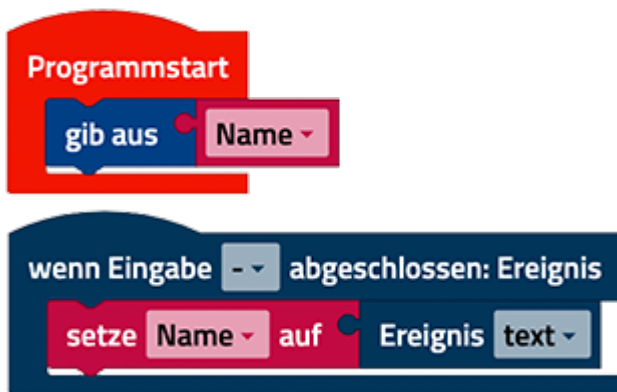 Programmstart
gib aus Name
wenn Eingabe - abgeschlossen: Ereignis
setze Name auf Ereignis text